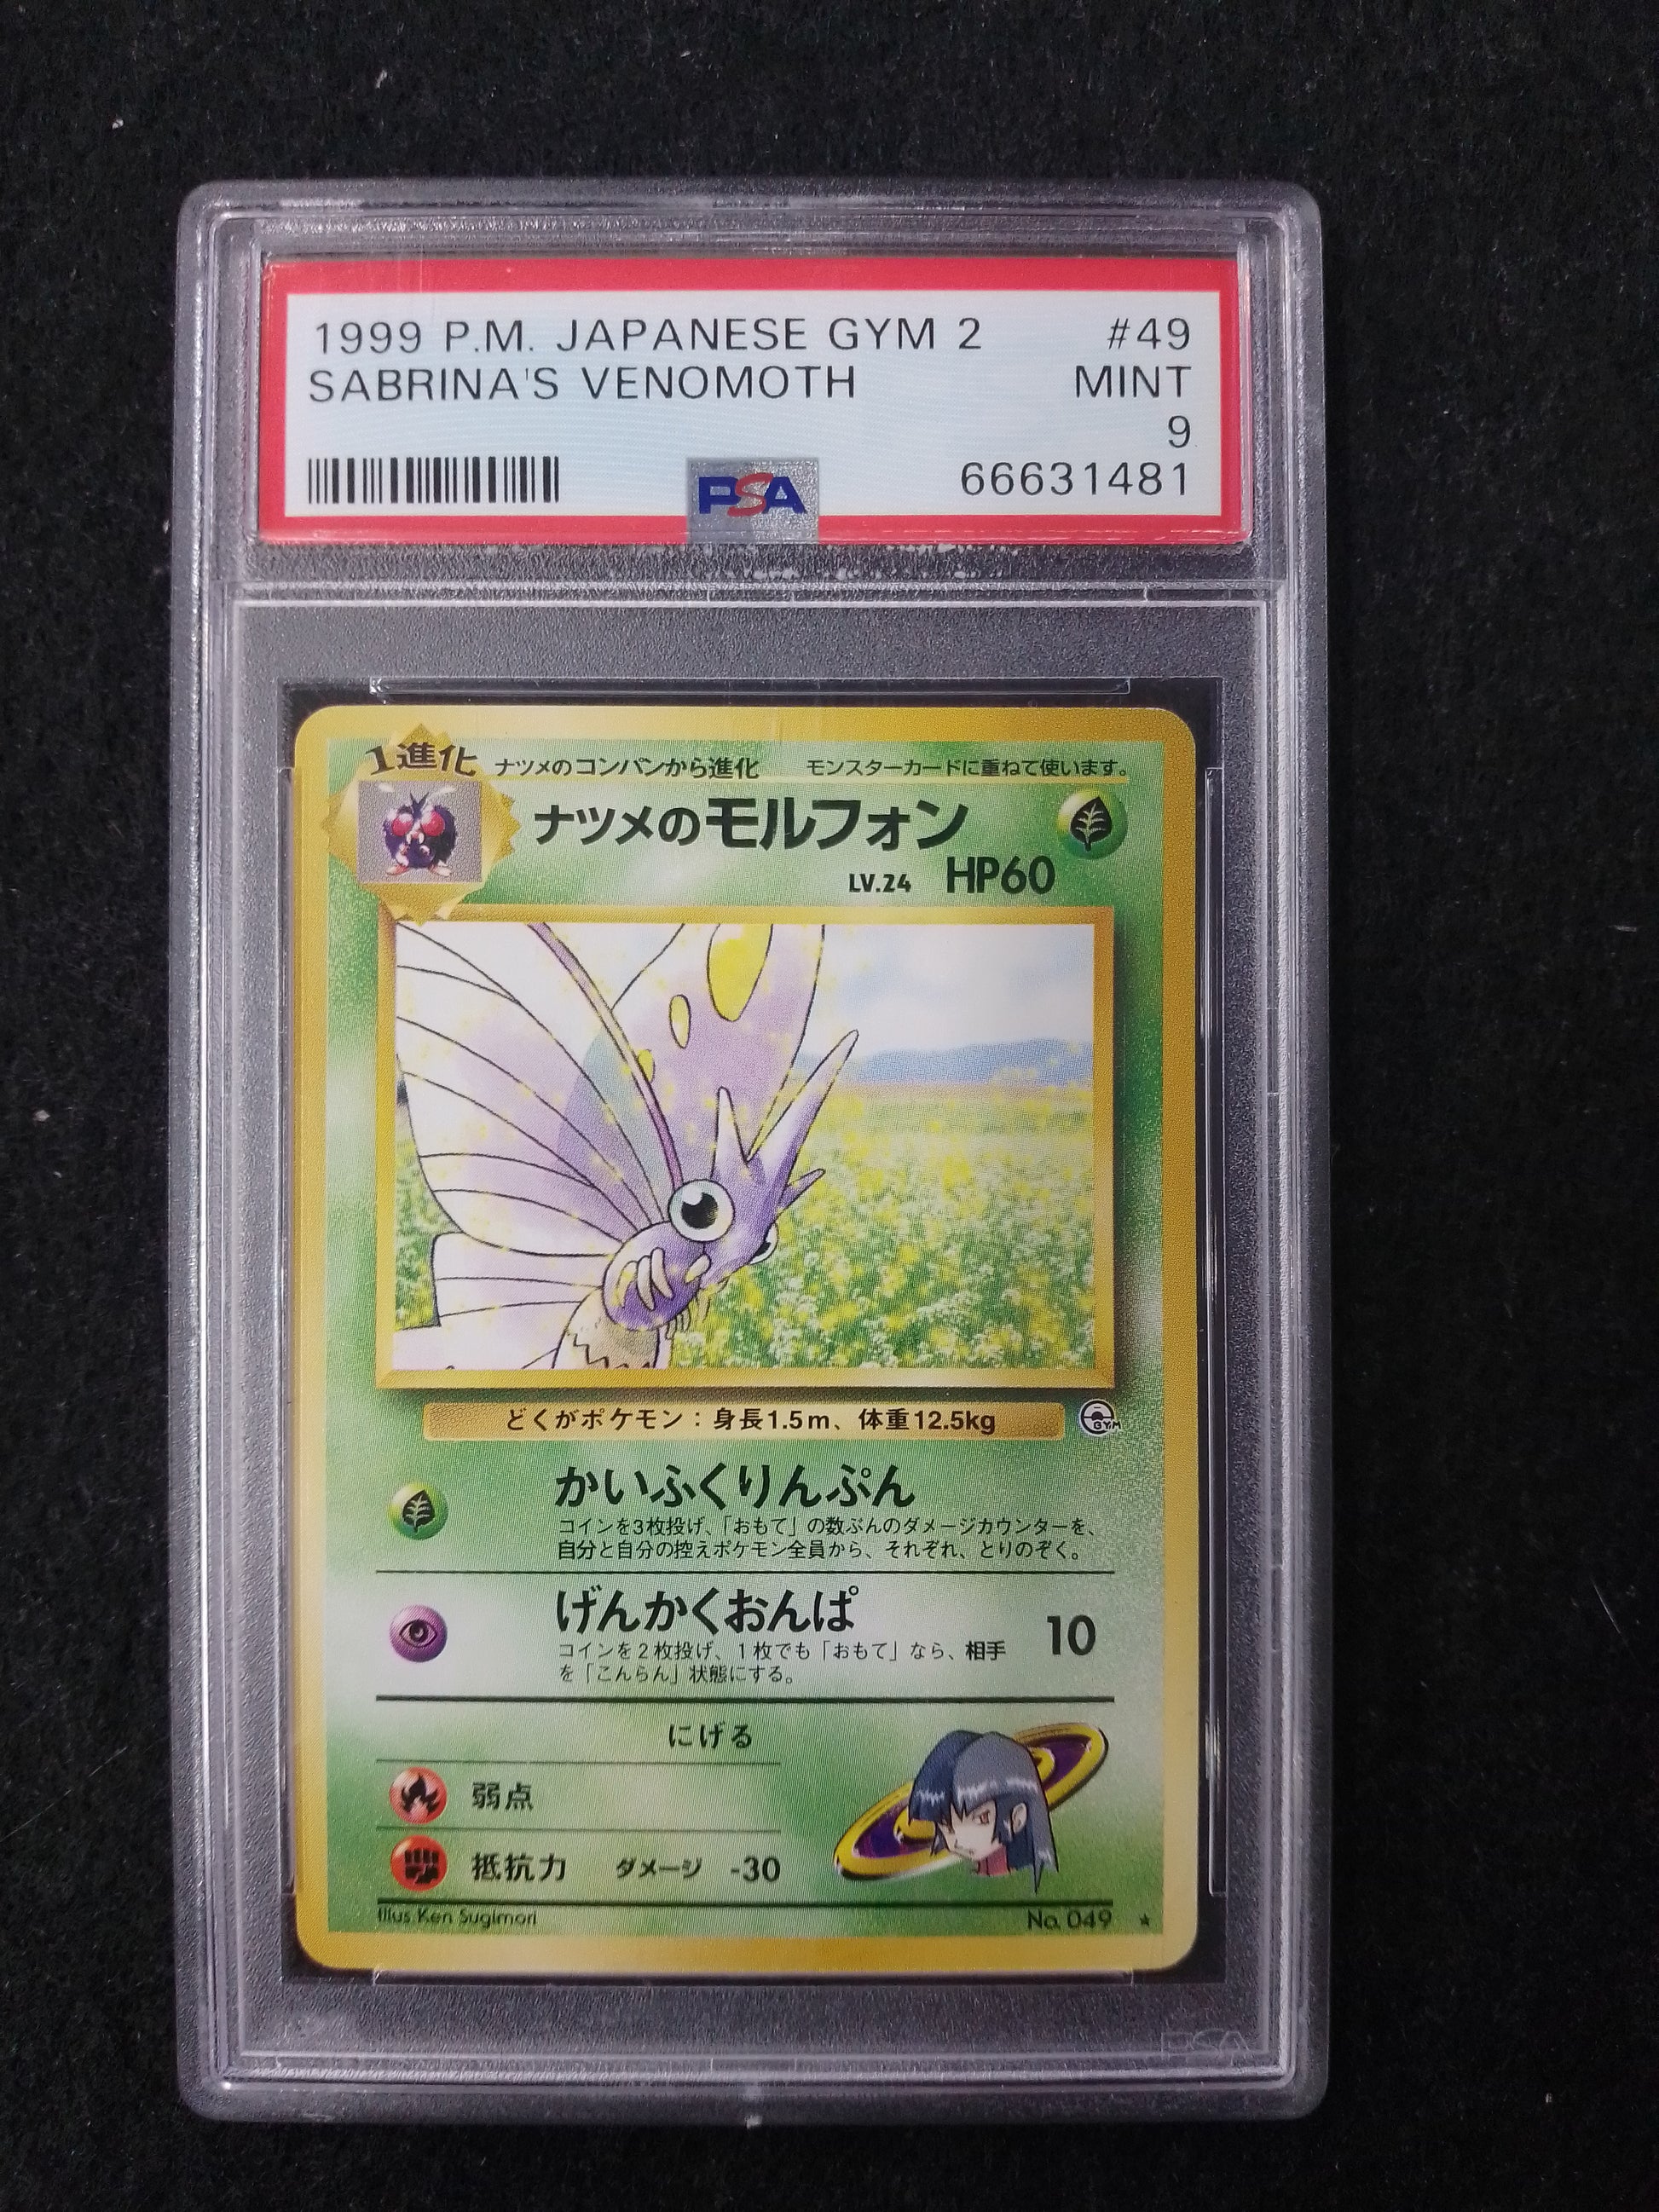 1999 P.M. JAPANESE GYM 2 #49
SABRINA'S VENOMOTH MINT
9
PSA 66631481
1進化 ナツメのコンパンから進化 モンスターカードに重ねて使います。
ナツメのモルフォン
LV.24 HP60
どくがポケモン：身長1.5m、体重12.5kg
GYM
かいふくりんぷん
コインを3枚投げ、「おもて」の数ぶんのダメージカウンターを、
自分と自分の控えポケモン全員から、それぞれ、とりのぞく。
げんかくおんぱ 10
コインを2枚投げ、1枚でも「おもて」なら、相手
を「こんらん」状態にする。
にげる
弱点
抵抗力 ダメージ -30
Illus. Ken Sugimori No. 049 ★
PSA